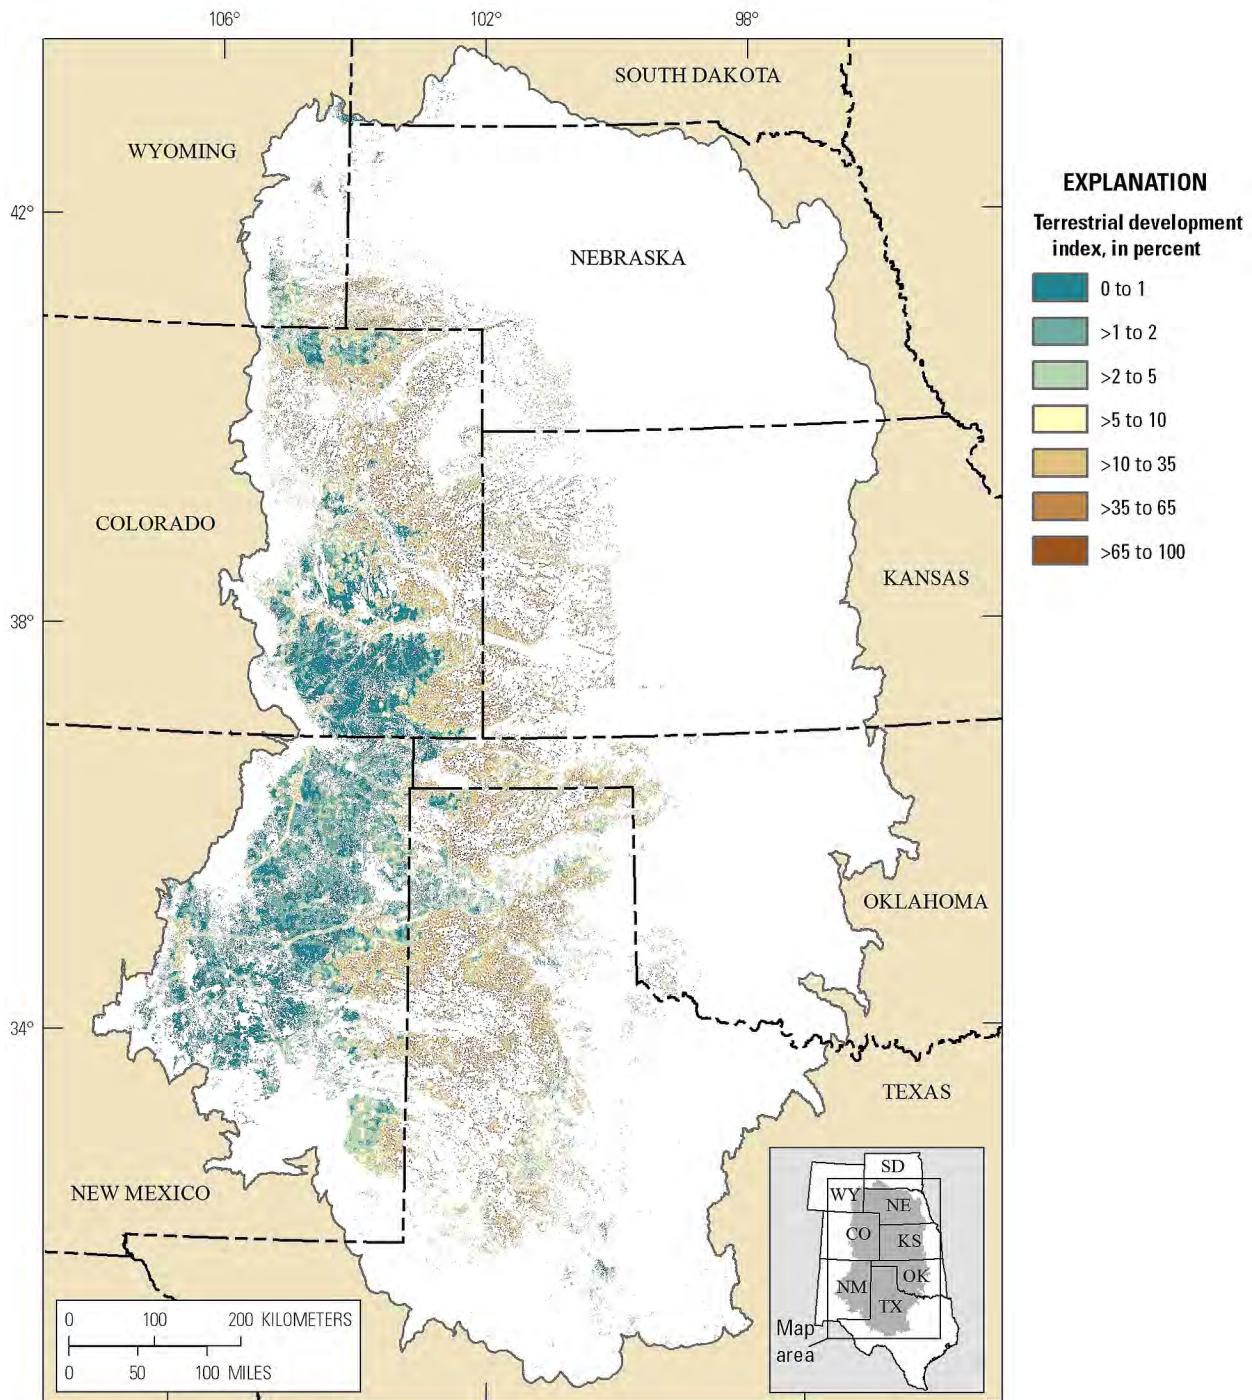 106°
102°
98°
SOUTH DAKOTA
WYOMING
42°
NEBRASKA
COLORADO
KANSAS
38°
OKLAHOMA
34°
TEXAS
NEW MEXICO
EXPLANATION
Terrestrial development
index, in percent
0 to 1
>1 to 2
>2 to 5
>5 to 10
>10 to 35
>35 to 65
>65 to 100
0 100 200 KILOMETERS
0 50 100 MILES
SD
WY
NE
CO
KS
NM
OK
TX
Map
area